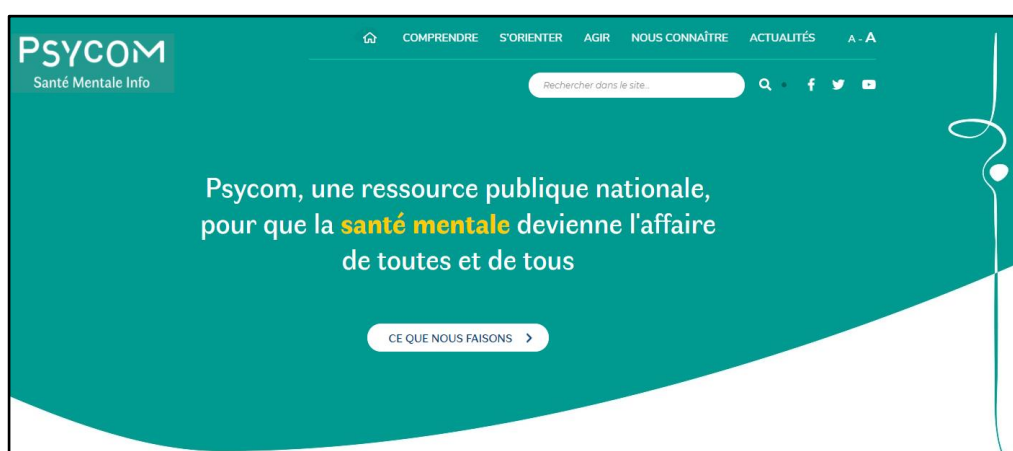 PSYCOM
Santé Mentale Info
COMPRENDRE S'ORIENTER AGIR NOUS CONNAÎTRE ACTUALITÉS A - A
Rechercher dans le site...
Psycom, une ressource publique nationale,
pour que la santé mentale devienne l'affaire
de toutes et de tous
CE QUE NOUS FAISONS